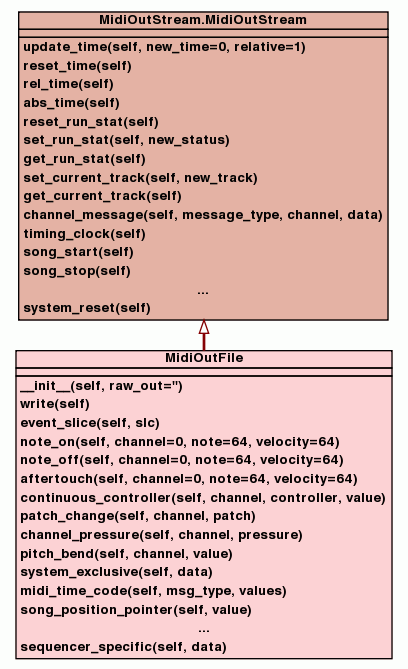 MidiOutStream.MidiOutStream
update_time(self, new_time=0, relative=1)
reset_time(self)
rel_time(self)
abs_time(self)
reset_run_stat(self)
set_run_stat(self, new_status)
get_run_stat(self)
set_current_track(self, new_track)
get_current_track(self)
channel_message(self, message_type, channel, data)
timing_clock(self)
song_start(self)
song_stop(self)
...
system_reset(self)
MidiOutFile
__init__(self, raw_out='')
write(self)
event_slice(self, slc)
note_on(self, channel=0, note=64, velocity=64)
note_off(self, channel=0, note=64, velocity=64)
aftertouch(self, channel=0, note=64, velocity=64)
continuous_controller(self, channel, controller, value)
patch_change(self, channel, patch)
channel_pressure(self, channel, pressure)
pitch_bend(self, channel, value)
system_exclusive(self, data)
midi_time_code(self, msg_type, values)
song_position_pointer(self, value)
...
sequencer_specific(self, data)